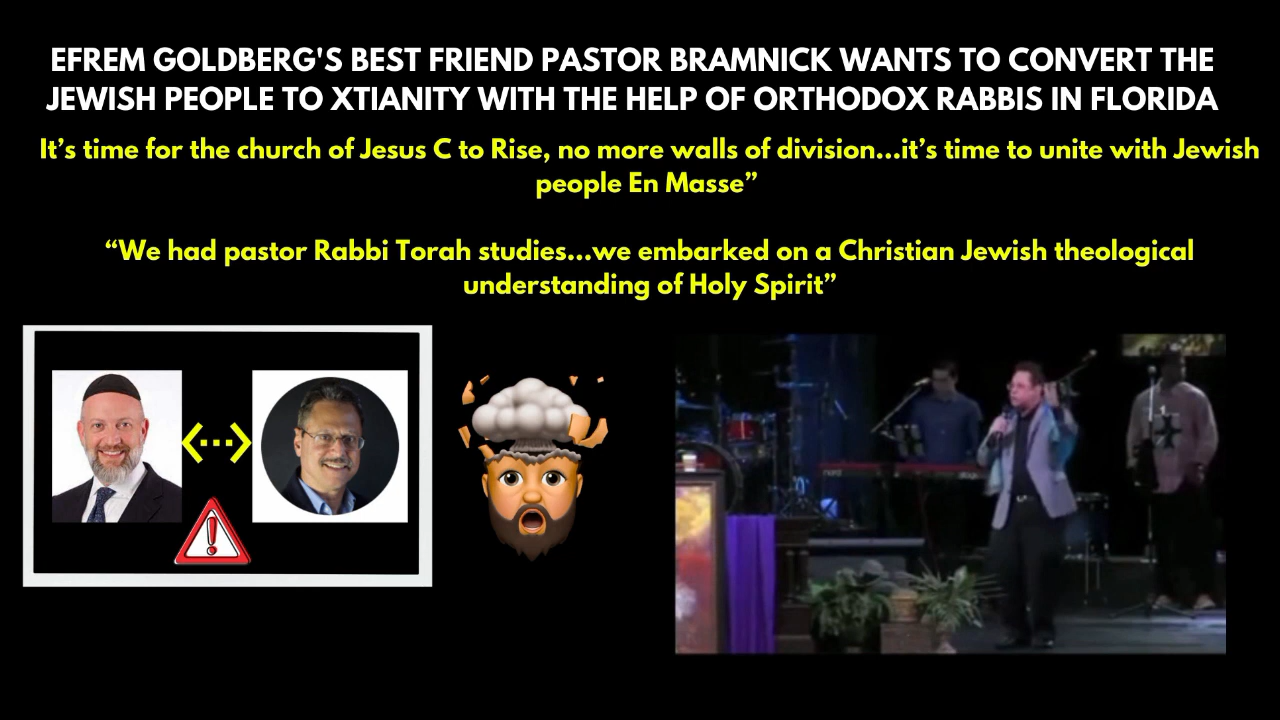 EFREM GOLDBERG'S BEST FRIEND PASTOR BRAMNICK WANTS TO CONVERT THE
JEWISH PEOPLE TO XTIANITY WITH THE HELP OF ORTHODOX RABBIS IN FLORIDA
It’s time for the church of Jesus C to Rise, no more walls of division...it’s time to unite with Jewish
people En Masse”
“We had pastor Rabbi Torah studies...we embarked on a Christian Jewish theological
understanding of Holy Spirit”
nord